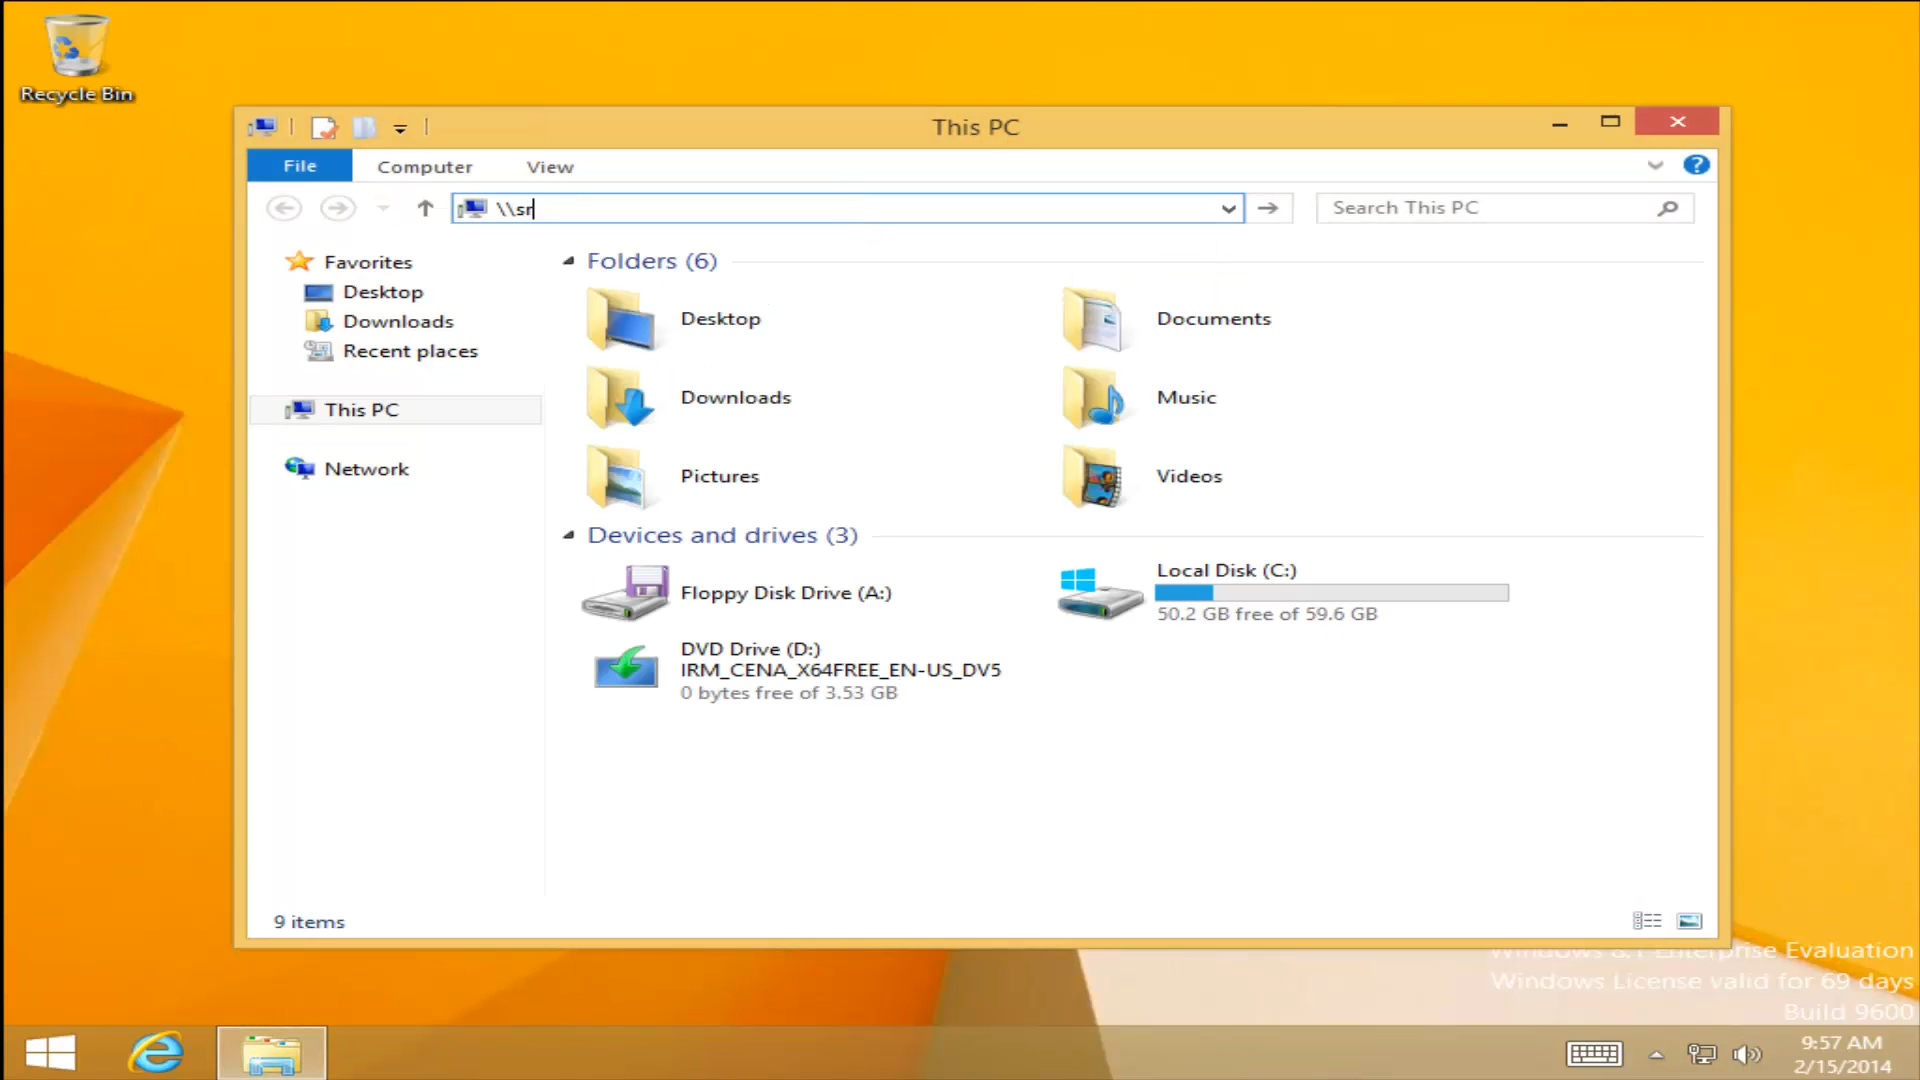 Recycle Bin
This PC
File
Computer
View
\\sr
Search This PC
Favorites
Desktop
Downloads
Recent places
This PC
Network
Folders (6)
Desktop
Documents
Downloads
Music
Pictures
Videos
Devices and drives (3)
Floppy Disk Drive (A:)
Local Disk (C:)
50.2 GB free of 59.6 GB
DVD Drive (D:)
IRM_CENA_X64FREE_EN-US_DV5
0 bytes free of 3.53 GB
9 items
Windows 8.1 Enterprise Evaluation
Windows License valid for 69 days
Build 9600
9:57 AM
2/15/2014